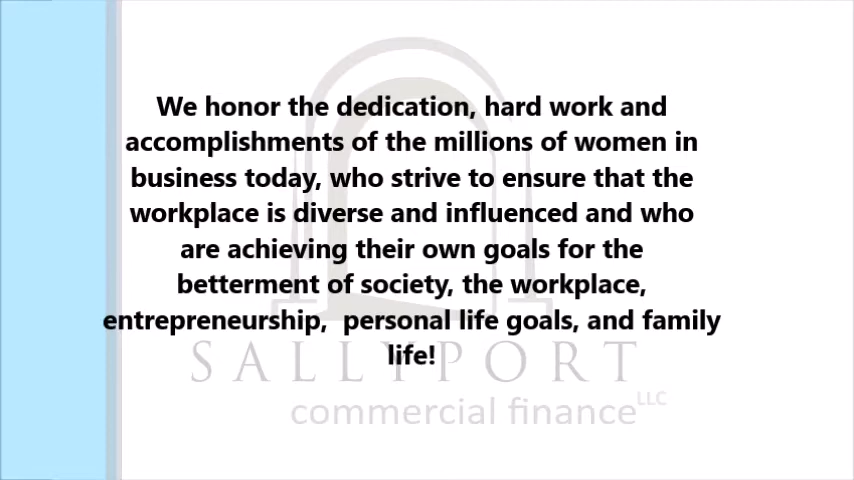 We honor the dedication, hard work and
accomplishments of the millions of women in
business today, who strive to ensure that the
workplace is diverse and influenced and who
are achieving their own goals for the
betterment of society, the workplace,
entrepreneurship,  personal life goals, and family
life!
SALLYPORT
commercial finance LLC